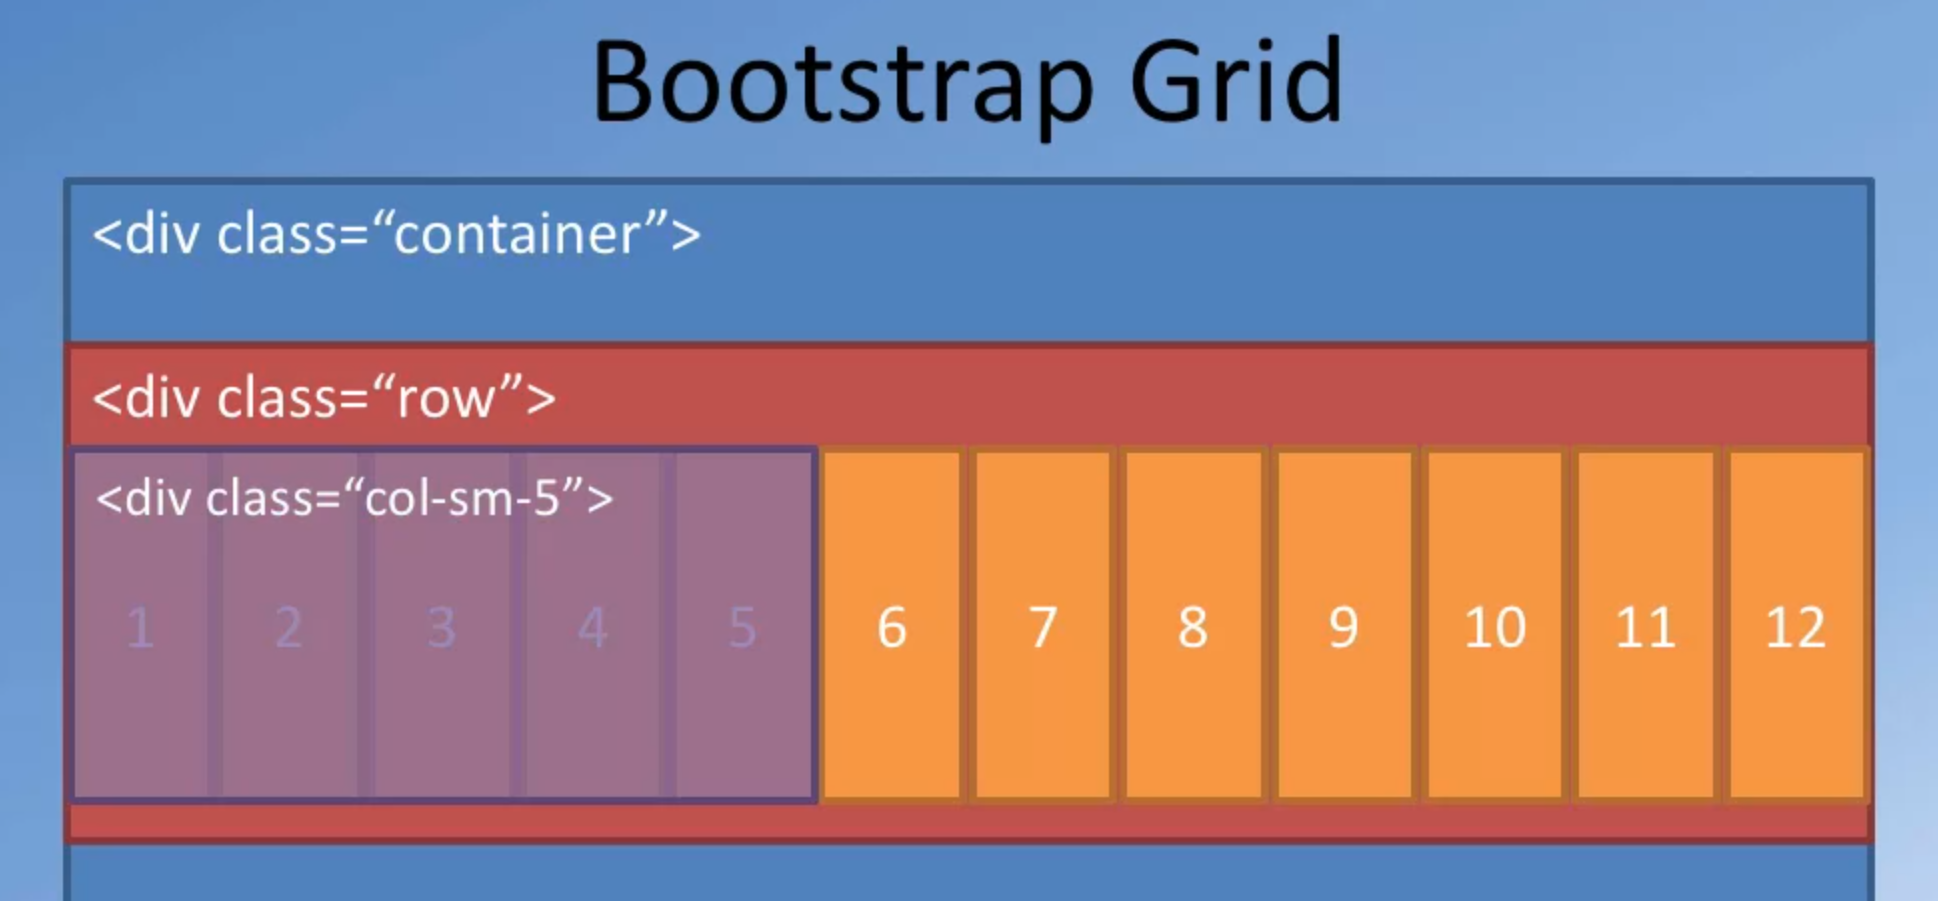 Bootstrap Grid
<div class=“container”>
<div class=“row”>
<div class=“col-sm-5”>
1 2 3 4 5 6 7 8 9 10 11 12